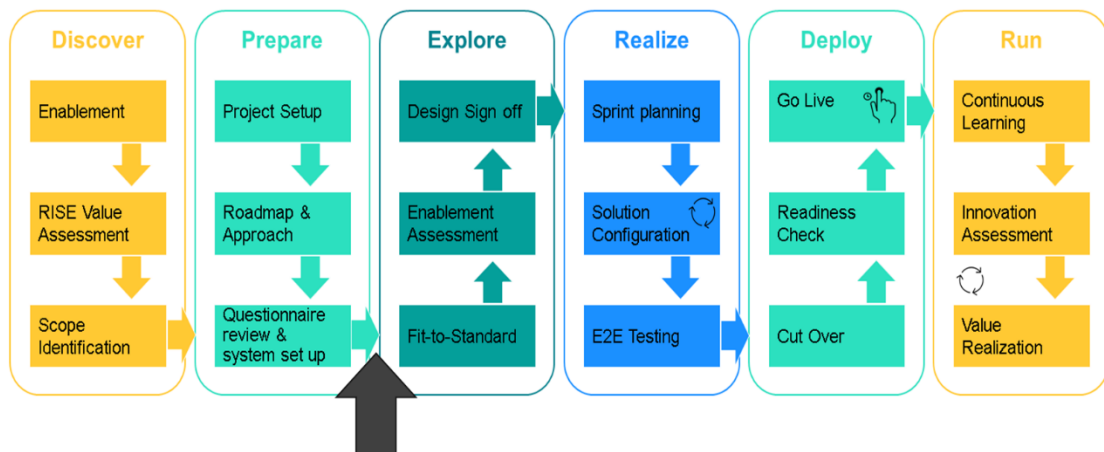 Discover
Enablement
RISE Value
Assessment
Scope
Identification
Prepare
Project Setup
Roadmap &
Approach
Questionnaire
review &
system set up
Explore
Design Sign off
Enablement
Assessment
Fit-to-Standard
Realize
Sprint planning
Solution
Configuration
E2E Testing
Deploy
Go Live
Readiness
Check
Cut Over
Run
Continuous
Learning
Innovation
Assessment
Value
Realization